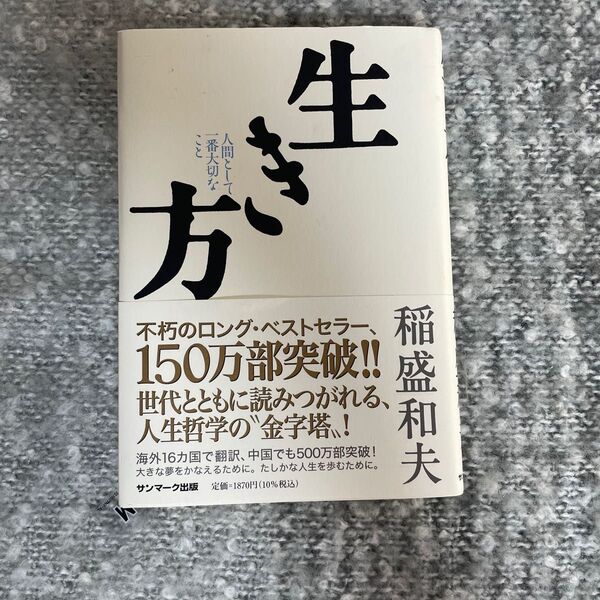 生き方
人間として
一番大切な
こと
稲盛和夫
不朽のロング・ベストセラー、
150万部突破!!
世代とともに読みつがれる、
人生哲学の〝金字塔〟!
海外16カ国で翻訳、中国でも500万部突破!
大きな夢をかなえるために。たしかな人生を歩むために。
サンマーク出版 定価=1870円(10%税込)